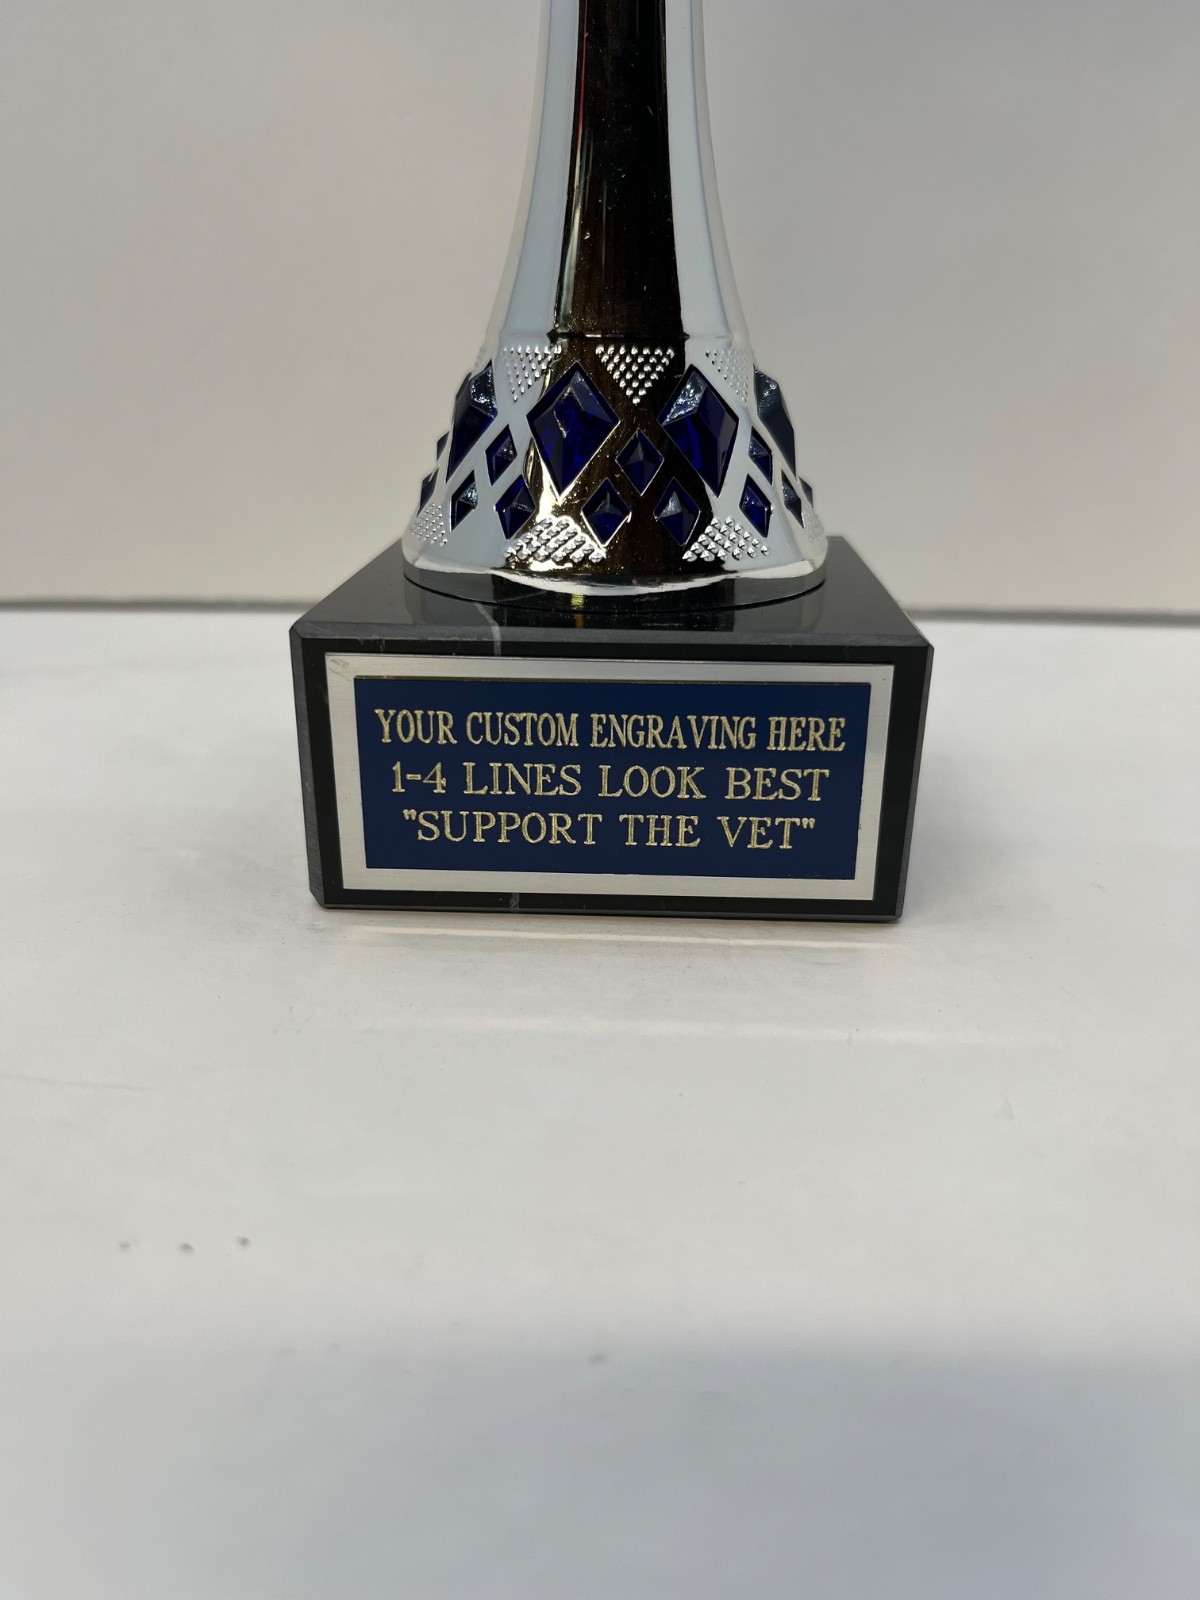 YOUR CUSTOM ENGRAVING HERE
1-4 LINES LOOK BEST
"SUPPORT THE VET"